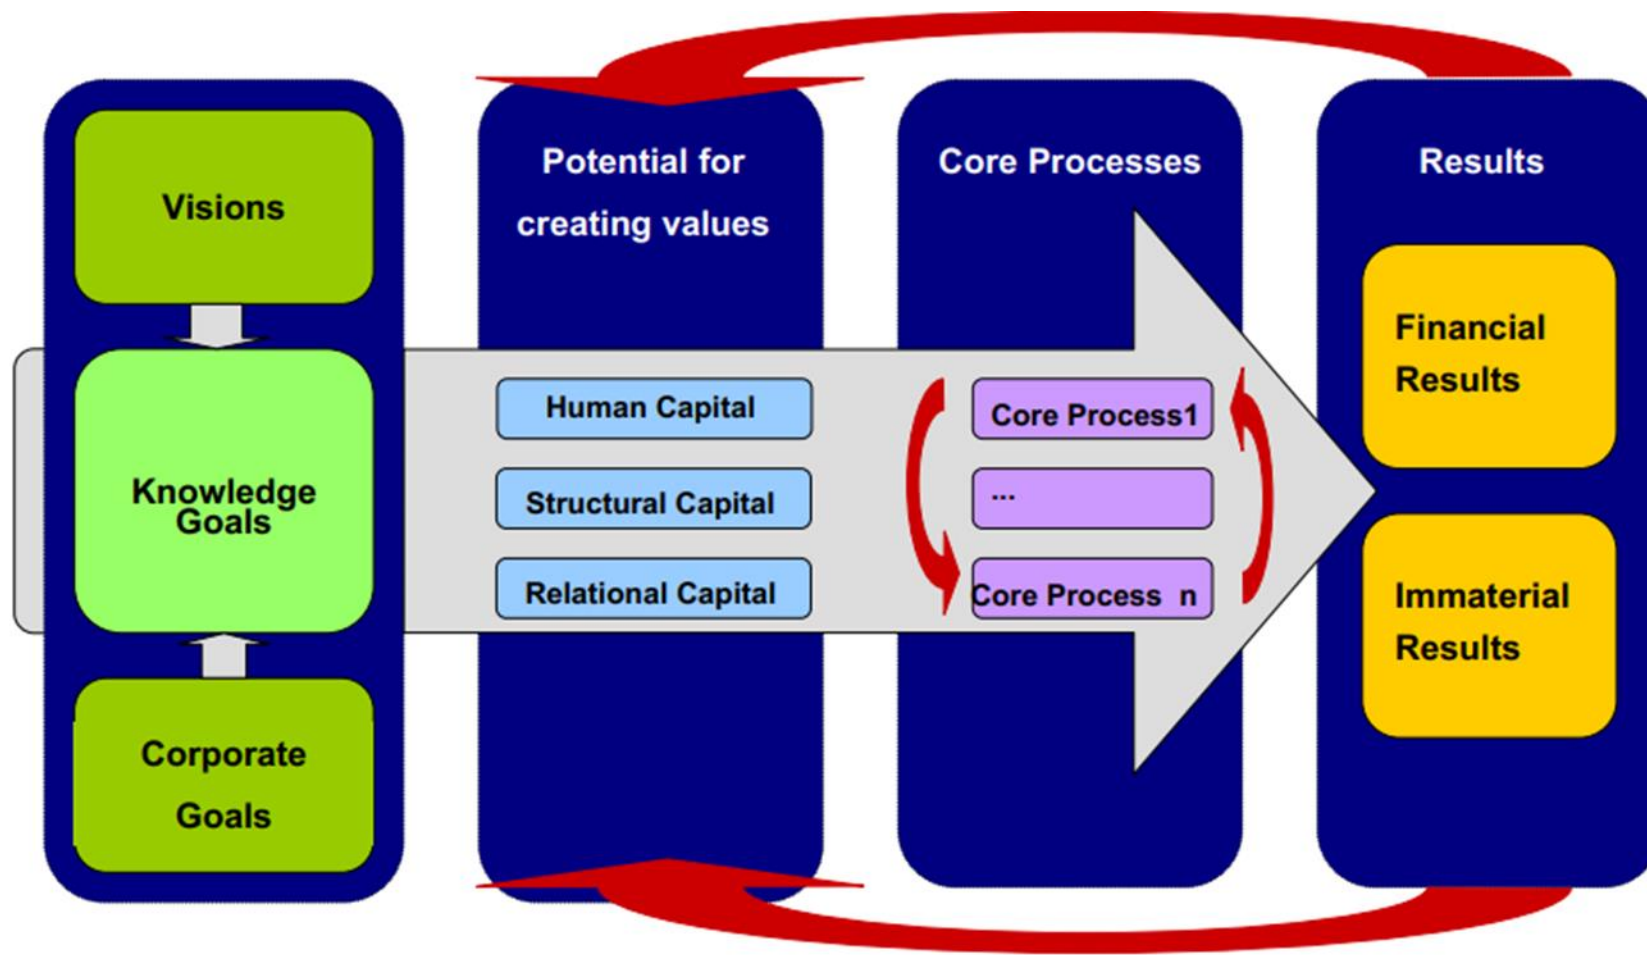 Visions
Knowledge
Goals
Corporate
Goals
Potential for
creating values
Human Capital
Structural Capital
Relational Capital
Core Processes
Core Process1
...
Core Process n
Results
Financial
Results
Immaterial
Results